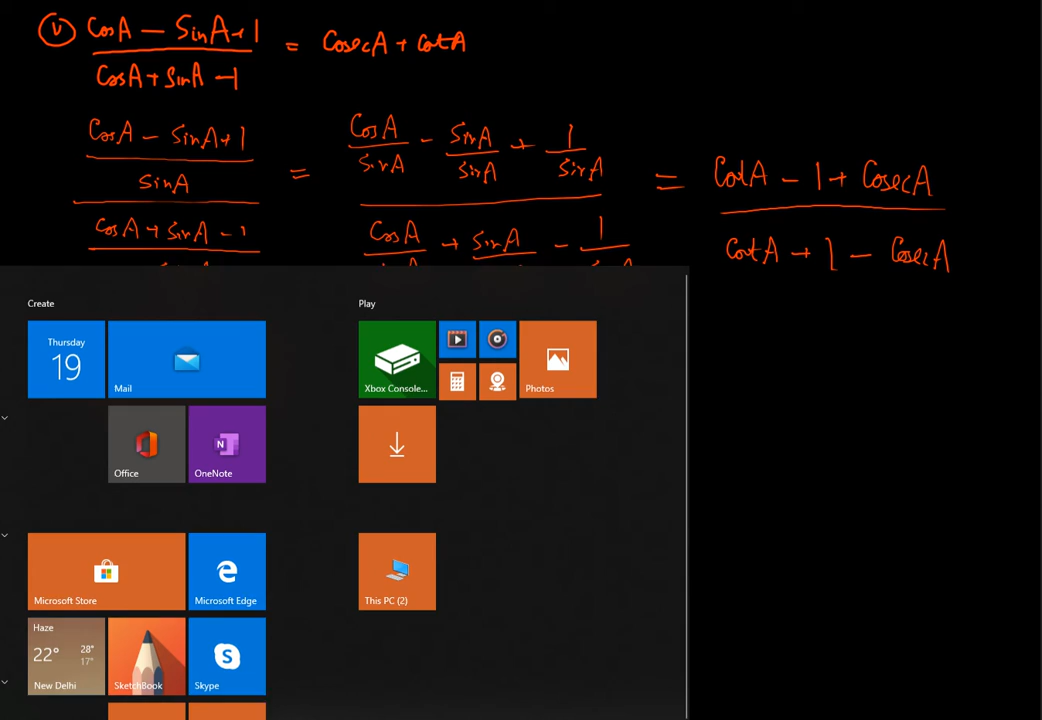 (v) CosA - SinA+1 / CosA + SinA - 1 = CosecA + CotA
CosA - SinA+1 / SinA = CosA/SinA - SinA/SinA + 1/SinA = CotA - 1 + CosecA
CosA + SinA - 1 CosA + SinA - 1 CotA + 1 - CosecA
Create Play
Thursday
19
Mail
Xbox Console...
Photos
Office
OneNote
Microsoft Store
Microsoft Edge
This PC (2)
Haze
22° 28°
17°
New Delhi
SketchBook
Skype